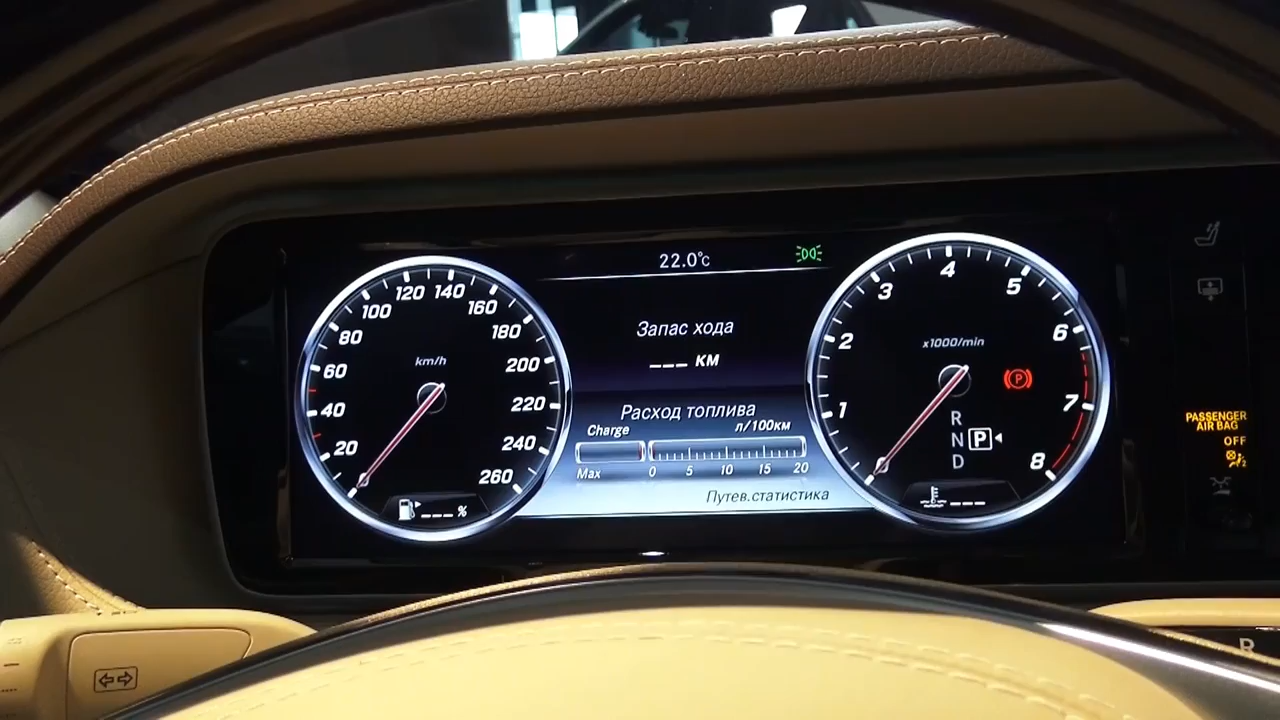 22.0°c
km/h
20
40
60
80
100
120
140
160
180
200
220
240
260
--- %
Запас хода
--- км
Расход топлива
Charge
л/100км
Max 0 5 10 15 20
Путев.статистика
x1000/min
1
2
3
4
5
6
7
8
(P)
R
N P
D
---
PASSENGER
AIR BAG
OFF
2
R